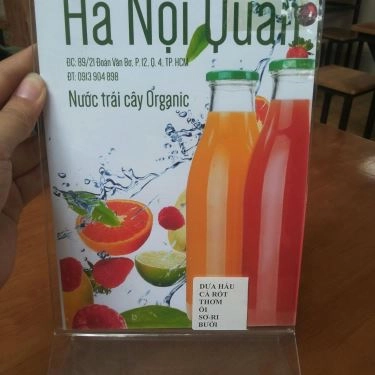 Hà Nội Quán
ĐC: 89/21 Đoàn Văn Bơ, P.12, Q. 4, TP HCM
ĐT: 0913 904 898
Nước trái cây Organic
DƯA HẤU
CÀ RỐT
THƠM
ỔI
SƠ-RI
BƯỞI